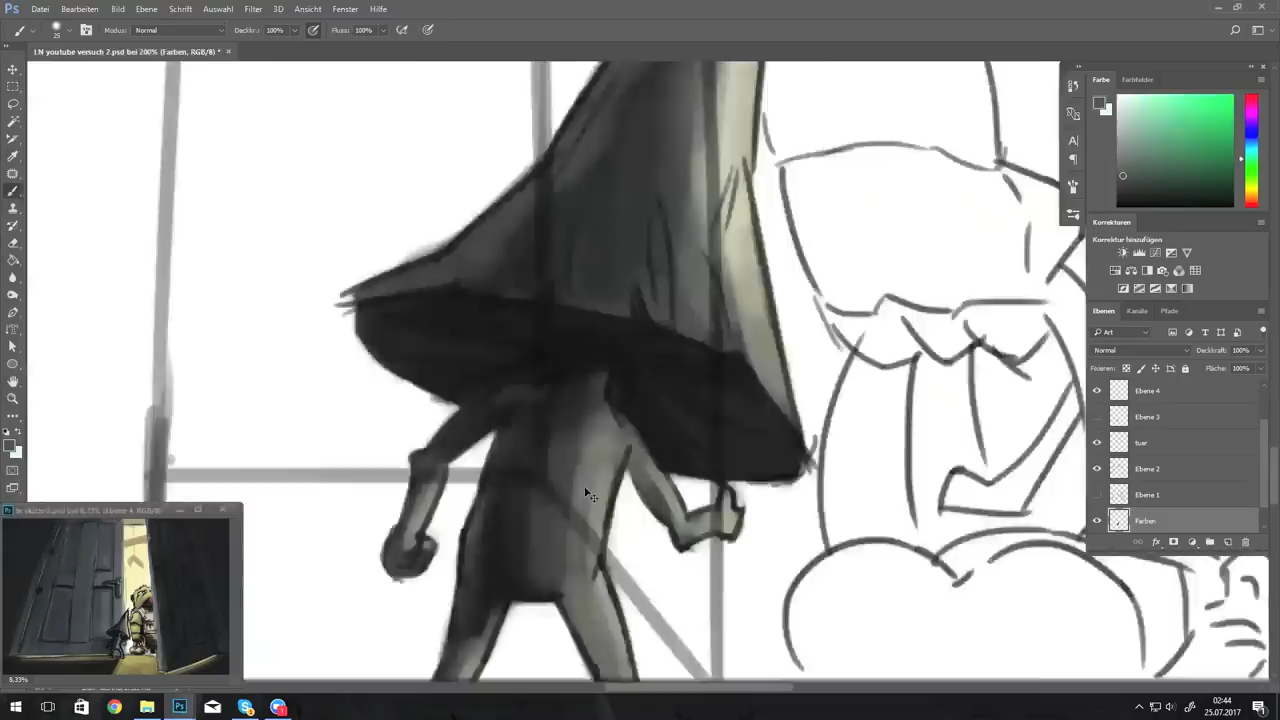 Ps Datei Bearbeiten Bild Ebene Schrift Auswahl Filter 3D Ansicht Fenster Hilfe
25 Modus: Normal Deckkr.: 100% Fluss: 100%
LN youtube versuch 2.psd bei 200% (Farben, RGB/8) *
Farbe Farbfelder
Korrekturen
Korrektur hinzufügen
Ebenen Kanäle Pfade
Art
Normal Deckkraft: 100%
Fixieren: Fläche: 100%
Ebene 4
Ebene 3
tuer
Ebene 2
Ebene 1
Farben
8,33%
02:44
25.07.2017